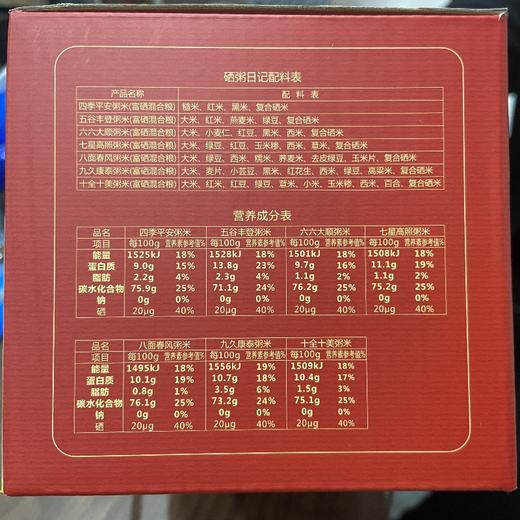 硒粥日记配料表
产品名称 配 料 表
四季平安粥米(富硒混合粮) 糙米、红米、黑米、复合硒米
五谷丰登粥米(富硒混合粮) 大米、红米、燕麦米、绿豆、复合硒米
六六大顺粥米(富硒混合粮) 大米、小麦仁、红豆、黑米、西米、复合硒米
七星高照粥米(富硒混合粮) 大米、绿豆、红豆、玉米糁、西米、薏米、复合硒米
八面春风粥米(富硒混合粮) 大米、绿豆、西米、糯米、荞麦米、去皮绿豆、玉米片、复合硒米
九久康泰粥米(富硒混合粮) 大米、麦片、小芸豆、黑米、红花生、西米、绿豆、高粱米、复合硒米
十全十美粥米(富硒混合粮) 大米、红米、红豆、绿豆、薏米、小米、玉米糁、西米、百合、复合硒米
营养成分表
品名 四季平安粥米 五谷丰登粥米 六六大顺粥米 七星高照粥米
项目 每100g 营养素参考值% 每100g 营养素参考值% 每100g 营养素参考值% 每100g 营养素参考值%
能量 1525kJ 18% 1528kJ 18% 1501kJ 18% 1508kJ 18%
蛋白质 9.0g 15% 13.8g 23% 9.7g 16% 11.1g 19%
脂肪 2.2g 4% 2.3g 4% 1.1g 2% 1.1g 2%
碳水化合物 75.9g 25% 71.1g 24% 76.2g 25% 75.2g 25%
钠 0g 0% 0g 0% 0g 0% 0g 0%
硒 20μg 40% 20μg 40% 20μg 40% 20μg 40%
品名 八面春风粥米 九久康泰粥米 十全十美粥米
项目 每100g 营养素参考值% 每100g 营养素参考值% 每100g 营养素参考值%
能量 1495kJ 18% 1556kJ 19% 1509kJ 18%
蛋白质 10.1g 19% 10.7g 18% 10.4g 17%
脂肪 0.8g 1% 3.5g 6% 1.5g 3%
碳水化合物 76.1g 25% 73.2g 24% 75.1g 25%
钠 0g 0% 0g 0% 0g 0%
硒 20μg 40% 20μg 40% 20μg 40%